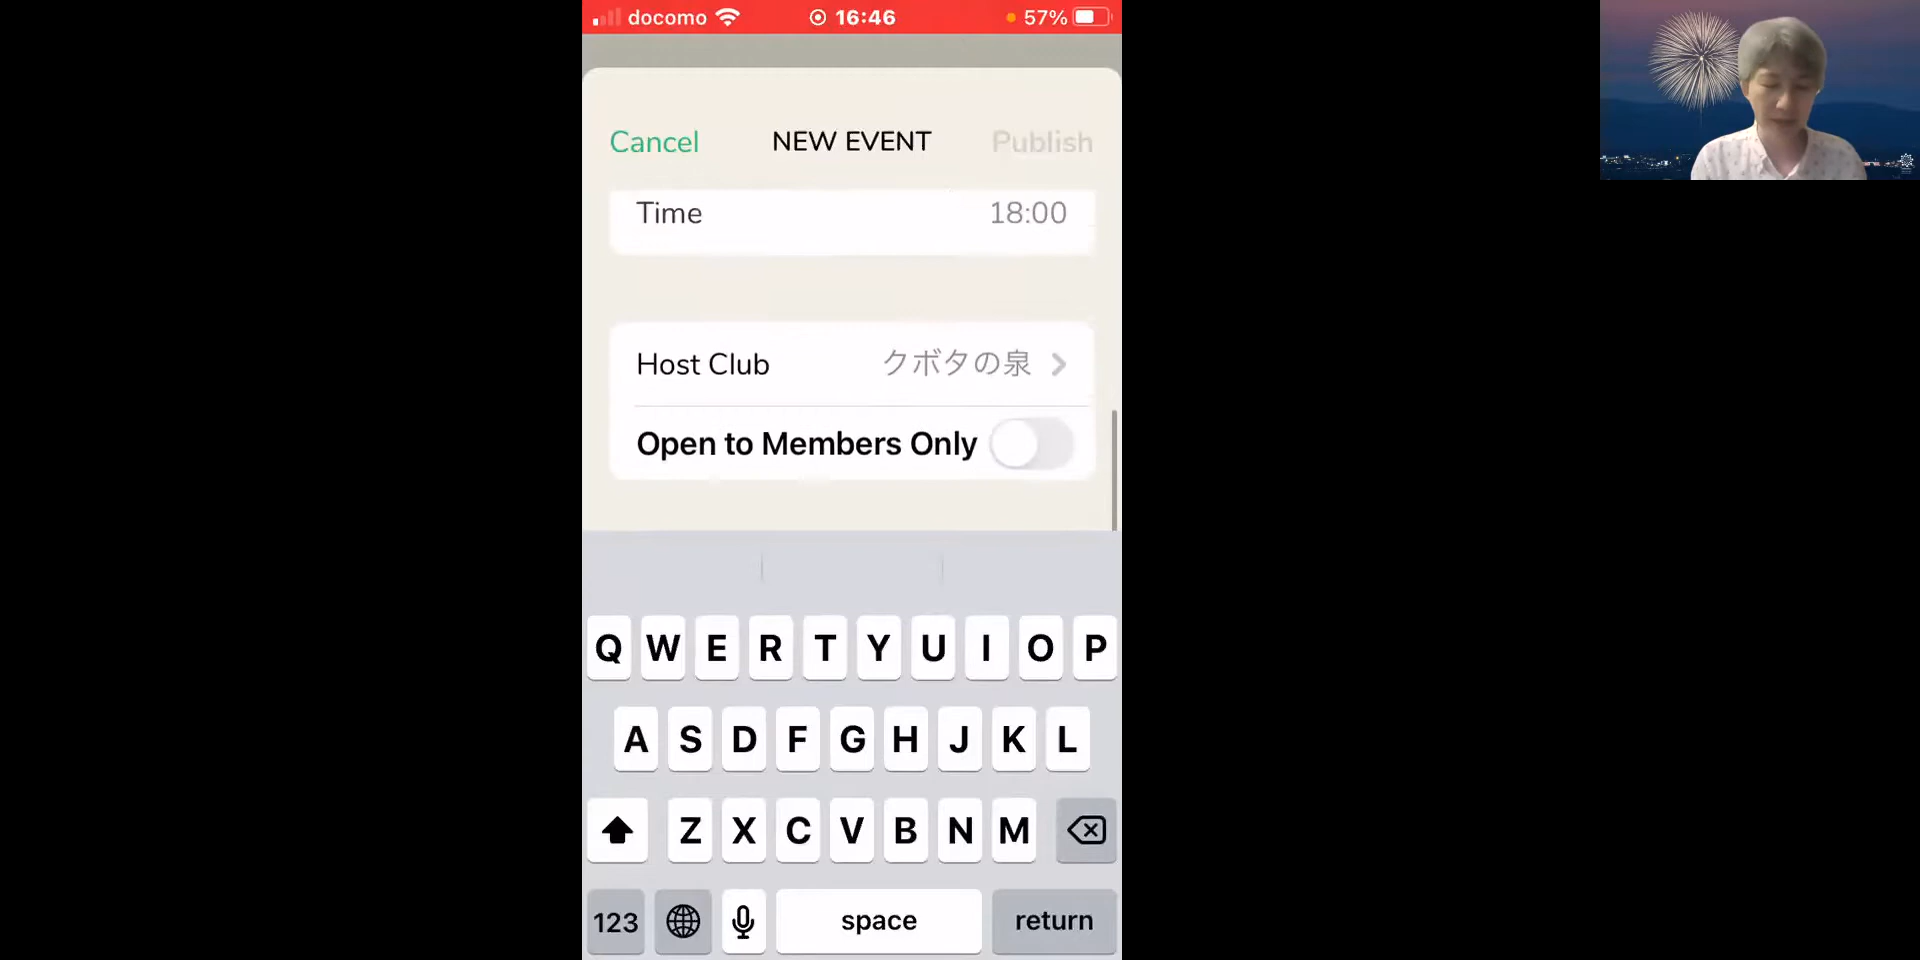 docomo 16:46 57%
Cancel NEW EVENT Publish
Time 18:00
Host Club クボタの泉
Open to Members Only
Q W E R T Y U I O P
A S D F G H J K L
Z X C V B N M
123 space return